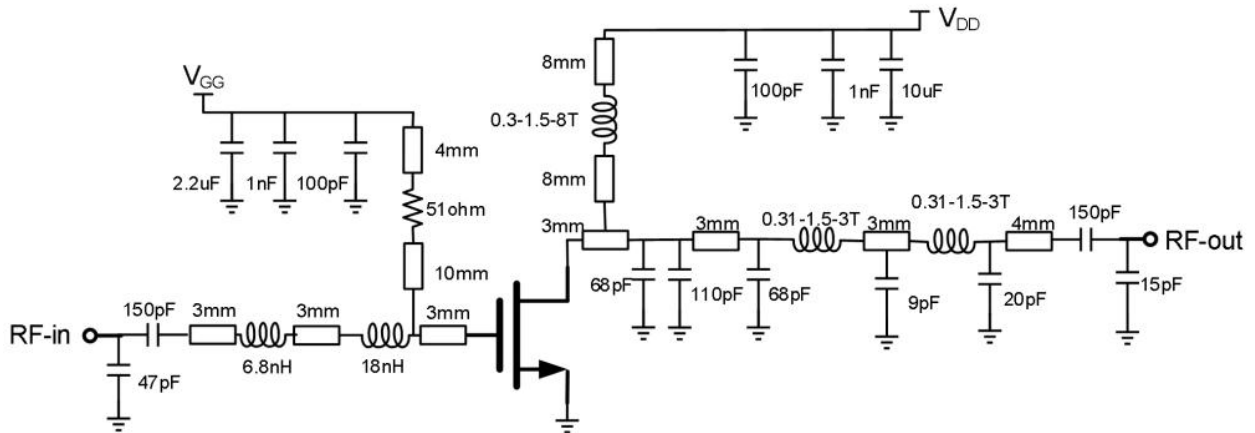 V_DD
8mm
100pF
1nF
10uF
0.3-1.5-8T
8mm
V_GG
4mm
2.2uF
1nF
100pF
51ohm
10mm
3mm
3mm
0.31-1.5-3T
3mm
0.31-1.5-3T
4mm
150pF
RF-out
68pF
110pF
68pF
9pF
20pF
15pF
RF-in
150pF
3mm
3mm
3mm
6.8nH
18nH
47pF